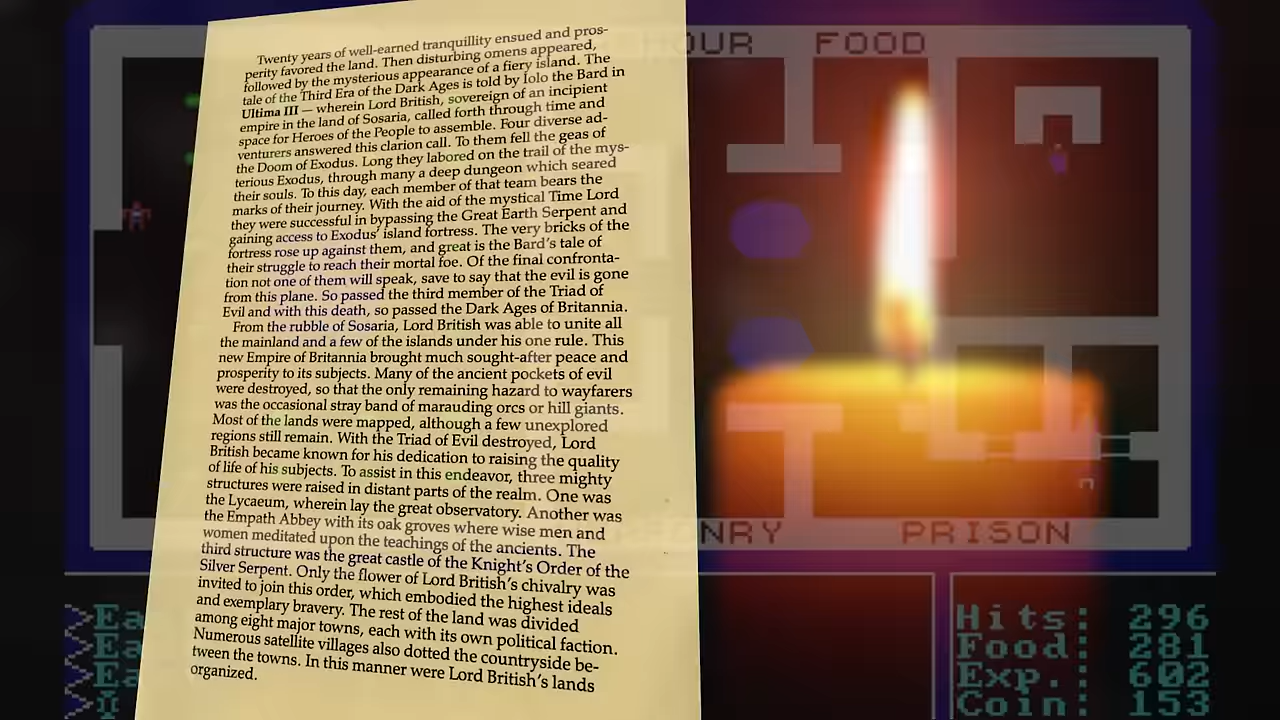 Twenty years of well-earned tranquillity ensued and pros-
perity favored the land. Then disturbing omens appeared,
followed by the mysterious appearance of a fiery island. The
tale of the Third Era of the Dark Ages is told by Iolo the Bard in
Ultima III — wherein Lord British, sovereign of an incipient
empire in the land of Sosaria, called forth through time and
space for Heroes of the People to assemble. Four diverse ad-
venturers answered this clarion call. To them fell the geas of
the Doom of Exodus. Long they labored on the trail of the mys-
terious Exodus, through many a deep dungeon which seared
their souls. To this day, each member of that team bears the
marks of their journey. With the aid of the mystical Time Lord
they were successful in bypassing the Great Earth Serpent and
gaining access to Exodus' island fortress. The very bricks of the
fortress rose up against them, and great is the Bard's tale of
their struggle to reach their mortal foe. Of the final confronta-
tion not one of them will speak, save to say that the evil is gone
from this plane. So passed the third member of the Triad of
Evil and with this death, so passed the Dark Ages of Britannia.
From the rubble of Sosaria, Lord British was able to unite all
the mainland and a few of the islands under his one rule. This
new Empire of Britannia brought much sought-after peace and
prosperity to its subjects. Many of the ancient pockets of evil
were destroyed, so that the only remaining hazard to wayfarers
was the occasional stray band of marauding orcs or hill giants.
Most of the lands were mapped, although a few unexplored
regions still remain. With the Triad of Evil destroyed, Lord
British became known for his dedication to raising the quality
of life of his subjects. To assist in this endeavor, three mighty
structures were raised in distant parts of the realm. One was
the Lycaeum, wherein lay the great observatory. Another was
the Empath Abbey with its oak groves where wise men and
women meditated upon the teachings of the ancients. The
third structure was the great castle of the Knight's Order of the
Silver Serpent. Only the flower of Lord British's chivalry was
invited to join this order, which embodied the highest ideals
and exemplary bravery. The rest of the land was divided
among eight major towns, each with its own political faction.
Numerous satellite villages also dotted the countryside be-
tween the towns. In this manner were Lord British's lands
organized.
FOOD
PRISON
Hits: 296
Food: 281
Exp.: 602
Coin: 153